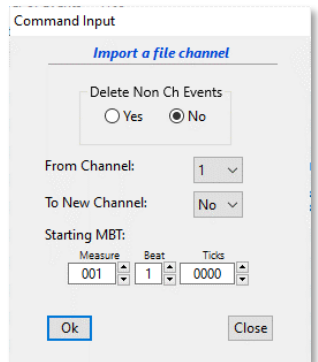 Command Input
Import a file channel
Delete Non Ch Events
Yes No
From Channel: 1
To New Channel: No
Starting MBT:
Measure Beat Ticks
001 1 0000
Ok Close